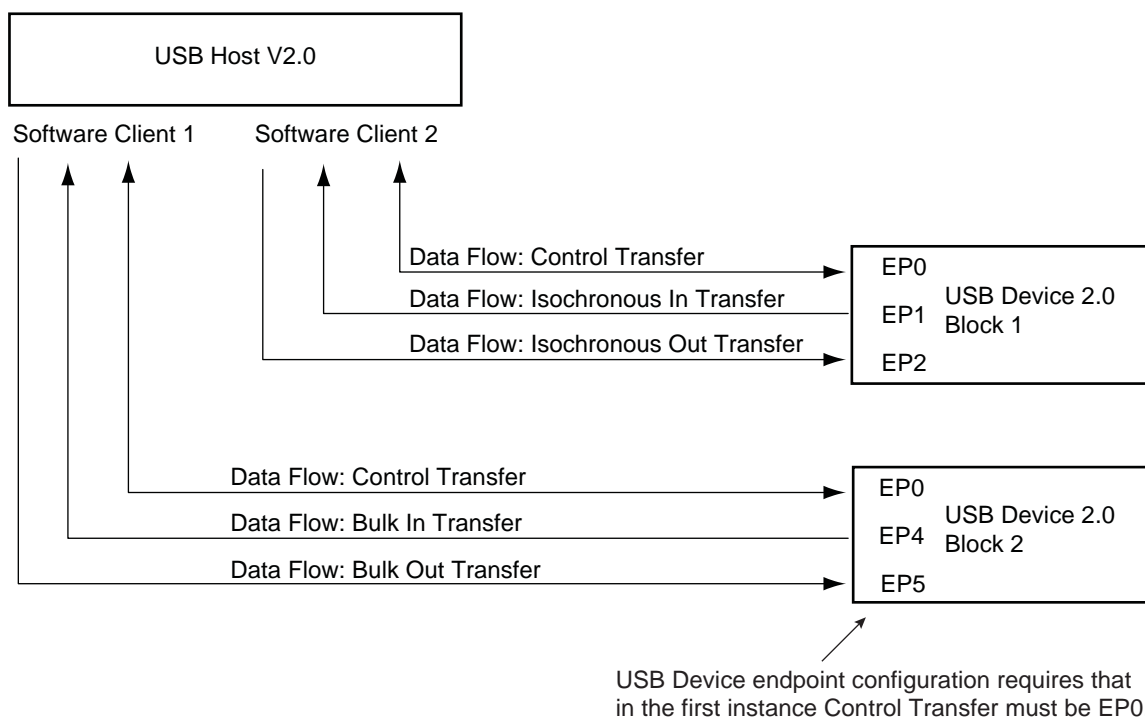 USB Host V2.0
Software Client 1
Software Client 2
Data Flow: Control Transfer
Data Flow: Isochronous In Transfer
Data Flow: Isochronous Out Transfer
EP0
EP1
EP2
USB Device 2.0
Block 1
Data Flow: Control Transfer
Data Flow: Bulk In Transfer
Data Flow: Bulk Out Transfer
EP0
EP4
EP5
USB Device 2.0
Block 2
USB Device endpoint configuration requires that
in the first instance Control Transfer must be EP0